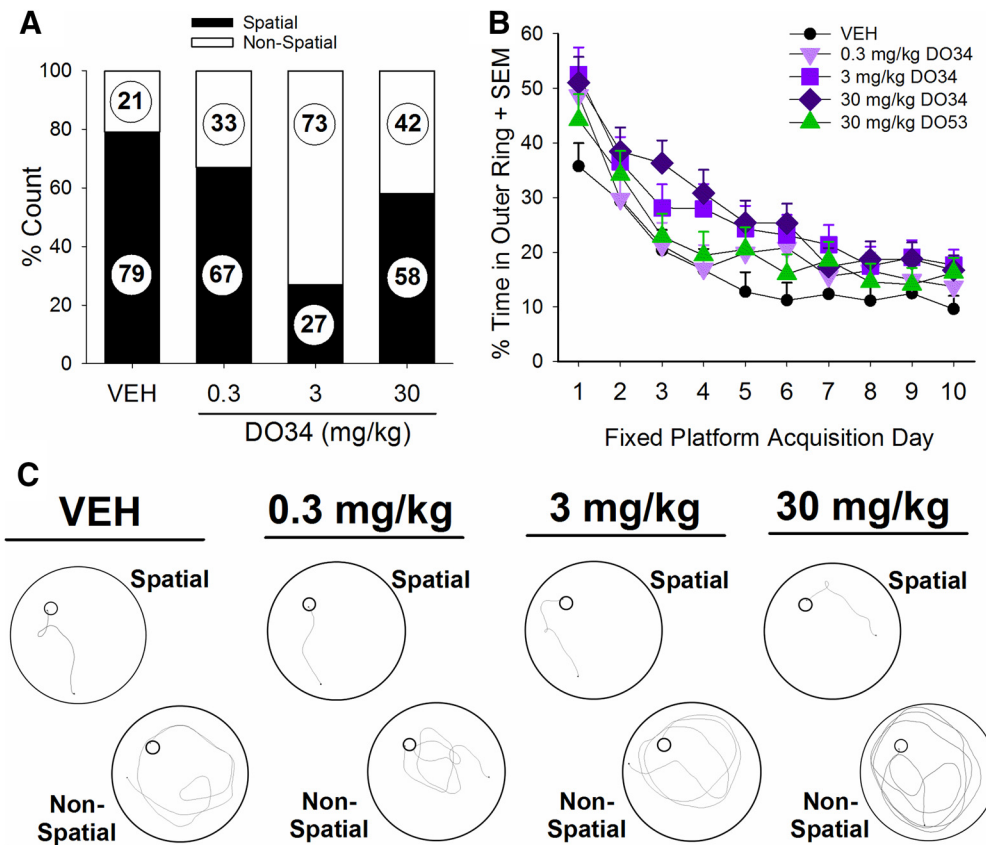 A
Spatial
Non-Spatial
% Count
100
80
60
40
20
0
21
33
73
42
79
67
27
58
VEH
0.3
3
30
DO34 (mg/kg)
B
VEH
0.3 mg/kg DO34
3 mg/kg DO34
30 mg/kg DO34
30 mg/kg DO53
% Time in Outer Ring + SEM
60
50
40
30
20
10
0
1 2 3 4 5 6 7 8 9 10
Fixed Platform Acquisition Day
C
VEH
0.3 mg/kg
3 mg/kg
30 mg/kg
Spatial
Spatial
Spatial
Spatial
Non-
Spatial
Non-
Spatial
Non-
Spatial
Non-
Spatial